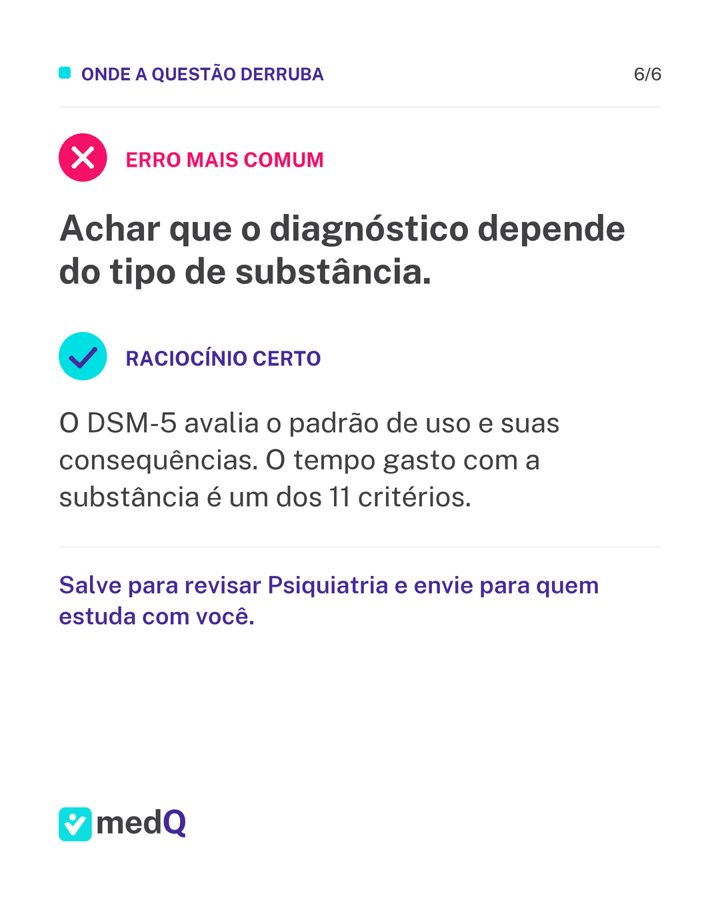 ONDE A QUESTÃO DERRUBA
6/6
ERRO MAIS COMUM
Achar que o diagnóstico depende
do tipo de substância.
RACIOCÍNIO CERTO
O DSM-5 avalia o padrão de uso e suas
consequências. O tempo gasto com a
substância é um dos 11 critérios.
Salve para revisar Psiquiatria e envie para quem
estuda com você.
medQ